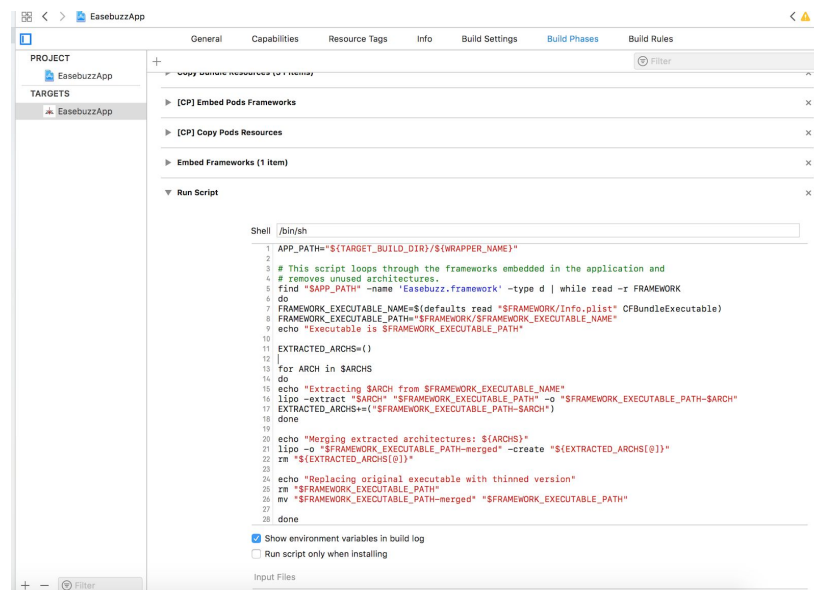 EasebuzzApp
General Capabilities Resource Tags Info Build Settings Build Phases Build Rules
PROJECT
EasebuzzApp
TARGETS
EasebuzzApp
+ Filter
Copy Bundle Resources (31 items) ×
[CP] Embed Pods Frameworks ×
[CP] Copy Pods Resources ×
Embed Frameworks (1 item) ×
Run Script ×
Shell /bin/sh
1 APP_PATH="${TARGET_BUILD_DIR}/${WRAPPER_NAME}"
2
3 # This script loops through the frameworks embedded in the application and
4 # removes unused architectures.
5 find "$APP_PATH" -name 'Easebuzz.framework' -type d | while read -r FRAMEWORK
6 do
7 FRAMEWORK_EXECUTABLE_NAME=$(defaults read "$FRAMEWORK/Info.plist" CFBundleExecutable)
8 FRAMEWORK_EXECUTABLE_PATH="$FRAMEWORK/$FRAMEWORK_EXECUTABLE_NAME"
9 echo "Executable is $FRAMEWORK_EXECUTABLE_PATH"
10
11 EXTRACTED_ARCHS=()
12
13 for ARCH in $ARCHS
14 do
15 echo "Extracting $ARCH from $FRAMEWORK_EXECUTABLE_NAME"
16 lipo -extract "$ARCH" "$FRAMEWORK_EXECUTABLE_PATH" -o "$FRAMEWORK_EXECUTABLE_PATH-$ARCH"
17 EXTRACTED_ARCHS+=("$FRAMEWORK_EXECUTABLE_PATH-$ARCH")
18 done
19
20 echo "Merging extracted architectures: ${ARCHS}"
21 lipo -o "$FRAMEWORK_EXECUTABLE_PATH-merged" -create "${EXTRACTED_ARCHS[@]}"
22 rm "${EXTRACTED_ARCHS[@]}"
23
24 echo "Replacing original executable with thinned version"
25 rm "$FRAMEWORK_EXECUTABLE_PATH"
26 mv "$FRAMEWORK_EXECUTABLE_PATH-merged" "$FRAMEWORK_EXECUTABLE_PATH"
27
28 done
Show environment variables in build log
Run script only when installing
Input Files
+ − Filter